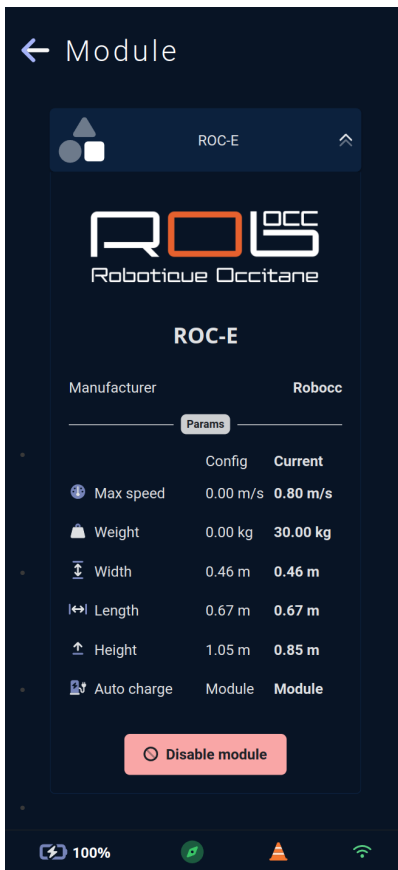 Module
ROC-E
ROBOCC
Robotique Occitane
ROC-E
Manufacturer Robocc
Params
Config Current
Max speed 0.00 m/s 0.80 m/s
Weight 0.00 kg 30.00 kg
Width 0.46 m 0.46 m
Length 0.67 m 0.67 m
Height 1.05 m 0.85 m
Auto charge Module Module
Disable module
100%